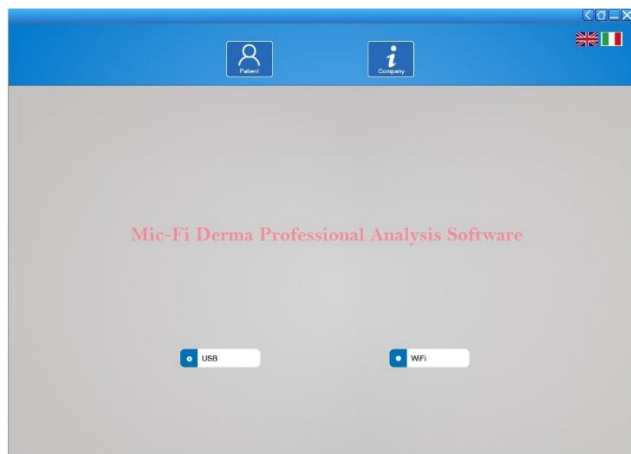 Patient
Company
Mic-Fi Derma Professional Analysis Software
USB
WiFi